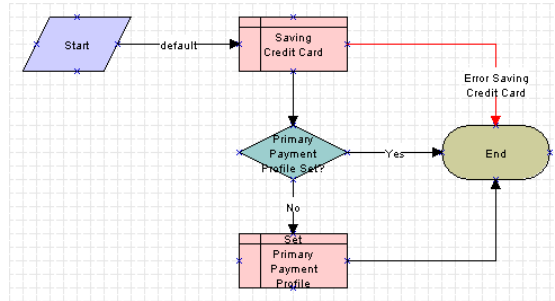 Start
default
Saving
Credit Card
Error Saving
Credit Card
Primary
Payment
Profile Set?
Yes
End
No
Set
Primary
Payment
Profile